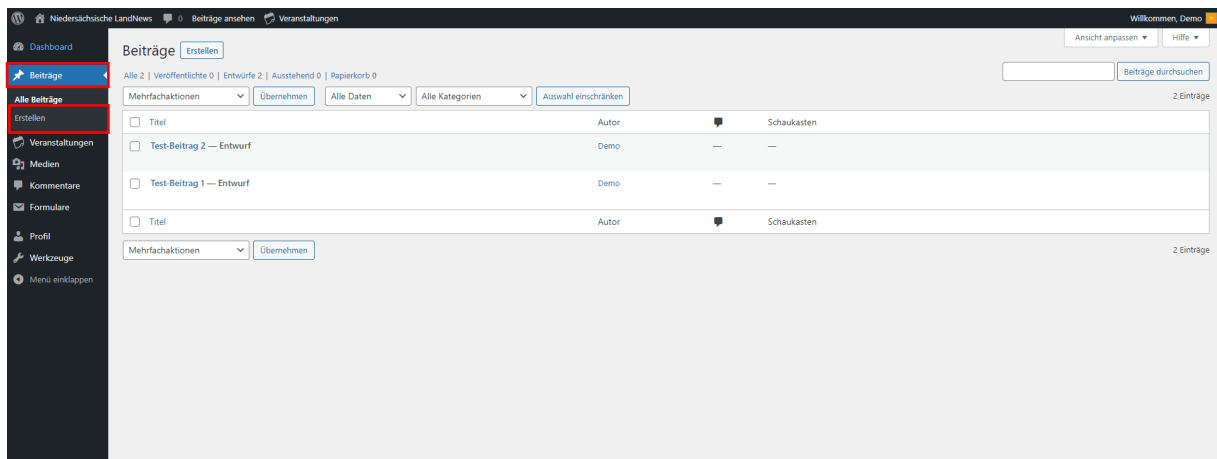 Niedersächsische LandNews 0 Beiträge ansehen Veranstaltungen Willkommen, Demo
Dashboard
Beiträge
Alle Beiträge
Erstellen
Veranstaltungen
Medien
Kommentare
Formulare
Profil
Werkzeuge
Menü einklappen
Ansicht anpassen ▼ Hilfe ▼
Beiträge Erstellen
Alle 2 | Veröffentlichte 0 | Entwürfe 2 | Ausstehend 0 | Papierkorb 0
Beiträge durchsuchen
Mehrfachaktionen Übernehmen Alle Daten Alle Kategorien Auswahl einschränken 2 Einträge
Titel Autor Schaukasten
Test-Beitrag 2 — Entwurf Demo — —
Test-Beitrag 1 — Entwurf Demo — —
Titel Autor Schaukasten
Mehrfachaktionen Übernehmen 2 Einträge